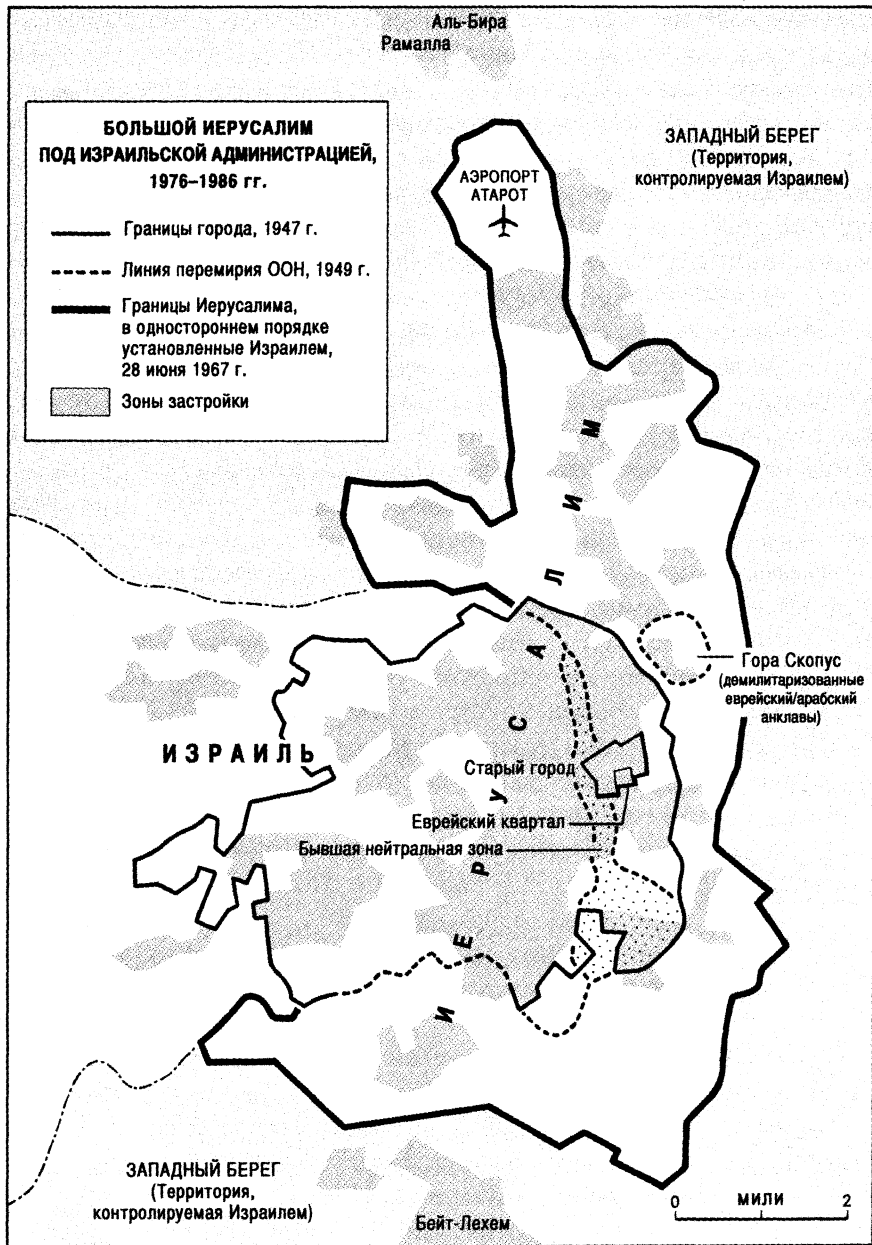 Аль-Бира
Рамалла
БОЛЬШОЙ ИЕРУСАЛИМ
ПОД ИЗРАИЛЬСКОЙ АДМИНИСТРАЦИЕЙ,
1976–1986 гг.
Границы города, 1947 г.
Линия перемирия ООН, 1949 г.
Границы Иерусалима,
в одностороннем порядке
установленные Израилем,
28 июня 1967 г.
Зоны застройки
ЗАПАДНЫЙ БЕРЕГ
(Территория,
контролируемая Израилем)
АЭРОПОРТ
АТАРОТ
ИЕРУСАЛИМ
Гора Скопус
(демилитаризованные
еврейский/арабский
анклавы)
ИЗРАИЛЬ
Старый город
Еврейский квартал
Бывшая нейтральная зона
ЗАПАДНЫЙ БЕРЕГ
(Территория,
контролируемая Израилем)
Бейт-Лехем
0 МИЛИ 2